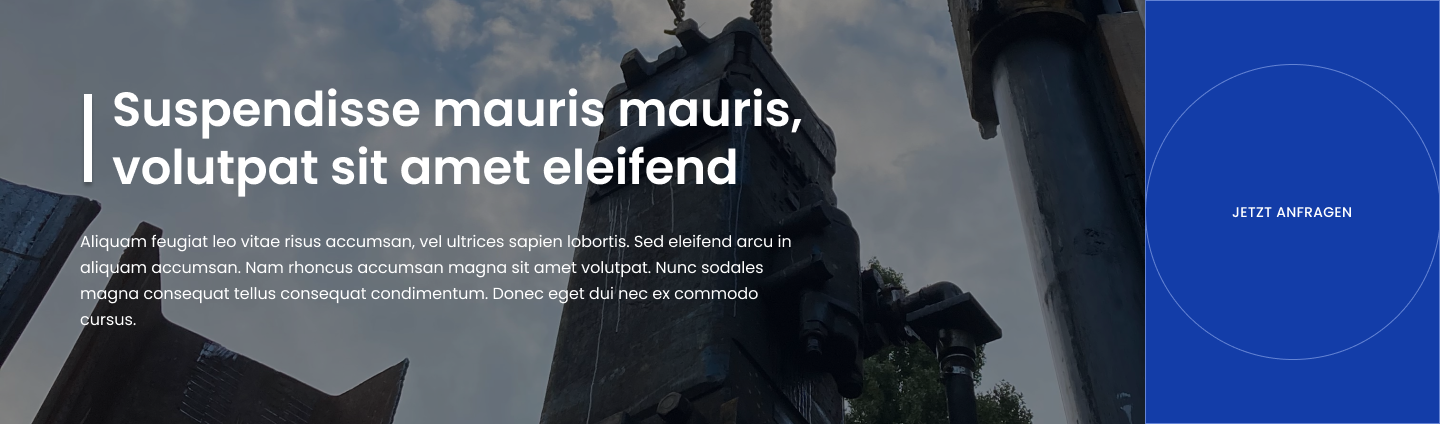 Suspendisse mauris mauris,
volutpat sit amet eleifend
Aliquam feugiat leo vitae risus accumsan, vel ultrices sapien lobortis. Sed eleifend arcu in
aliquam accumsan. Nam rhoncus accumsan magna sit amet volutpat. Nunc sodales
magna consequat tellus consequat condimentum. Donec eget dui nec ex commodo
cursus.
JETZT ANFRAGEN